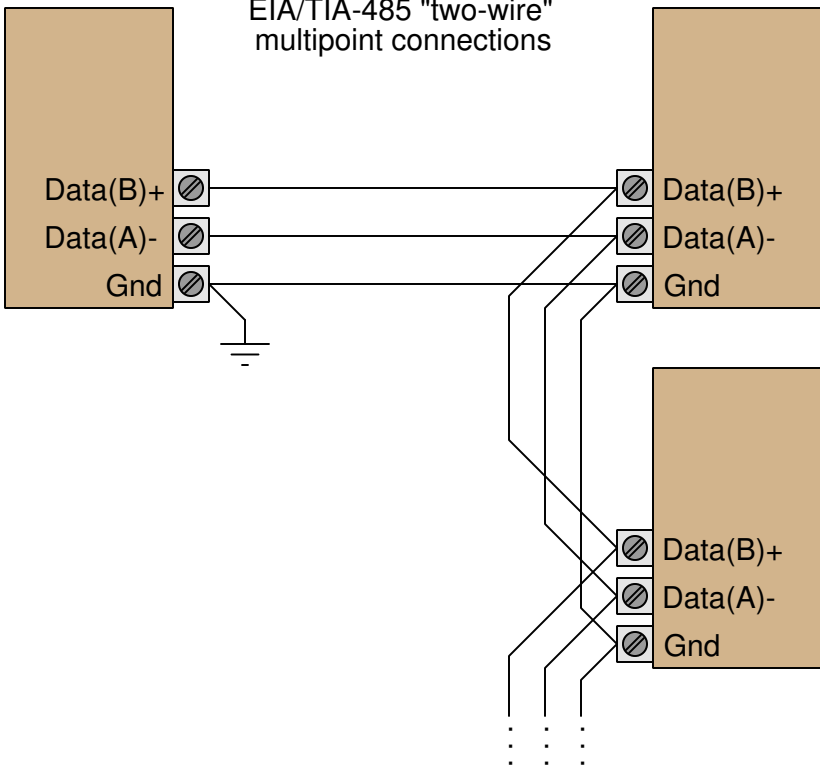 EIA/TIA-485 "two-wire"
multipoint connections
Data(B)+
Data(A)-
Gnd
Data(B)+
Data(A)-
Gnd
Data(B)+
Data(A)-
Gnd